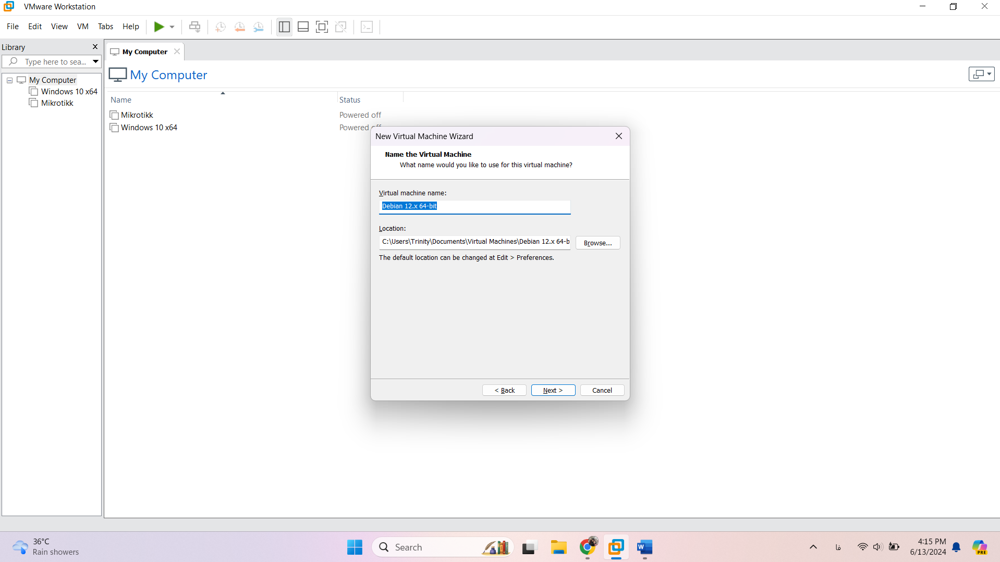 VMware Workstation
File Edit View VM Tabs Help
Library
Type here to sea...
My Computer
Windows 10 x64
Mikrotikk
My Computer
My Computer
Name Status
Mikrotikk Powered off
Windows 10 x64 Powered off
New Virtual Machine Wizard
Name the Virtual Machine
What name would you like to use for this virtual machine?
Virtual machine name:
Debian 12.x 64-bit
Location:
C:\Users\Trinity\Documents\Virtual Machines\Debian 12.x 64-b
Browse...
The default location can be changed at Edit > Preferences.
< Back Next > Cancel
36°C
Rain showers
Search
W
فا
4:15 PM
6/13/2024
PRE